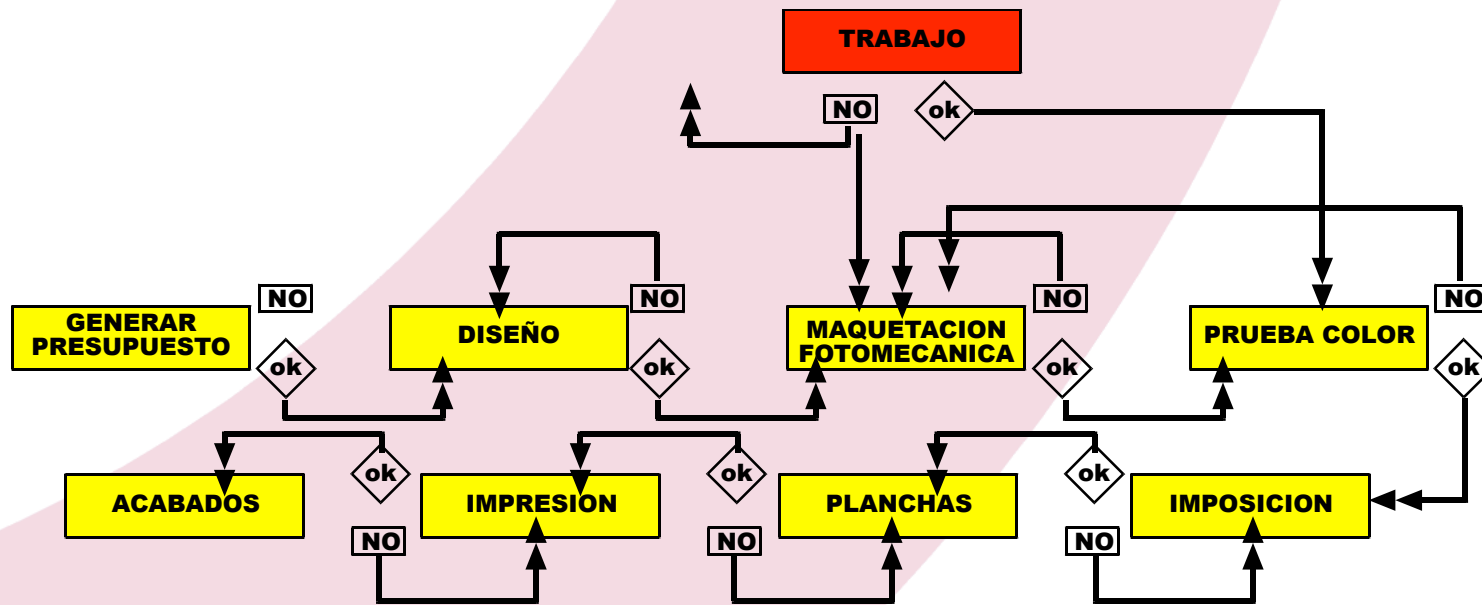 TRABAJO
NO
ok
NO
NO
NO
NO
GENERAR
PRESUPUESTO
DISEÑO
MAQUETACION
FOTOMECANICA
PRUEBA COLOR
ok
ok
ok
ok
ok
ok
ok
ACABADOS
IMPRESION
PLANCHAS
IMPOSICION
NO
NO
NO